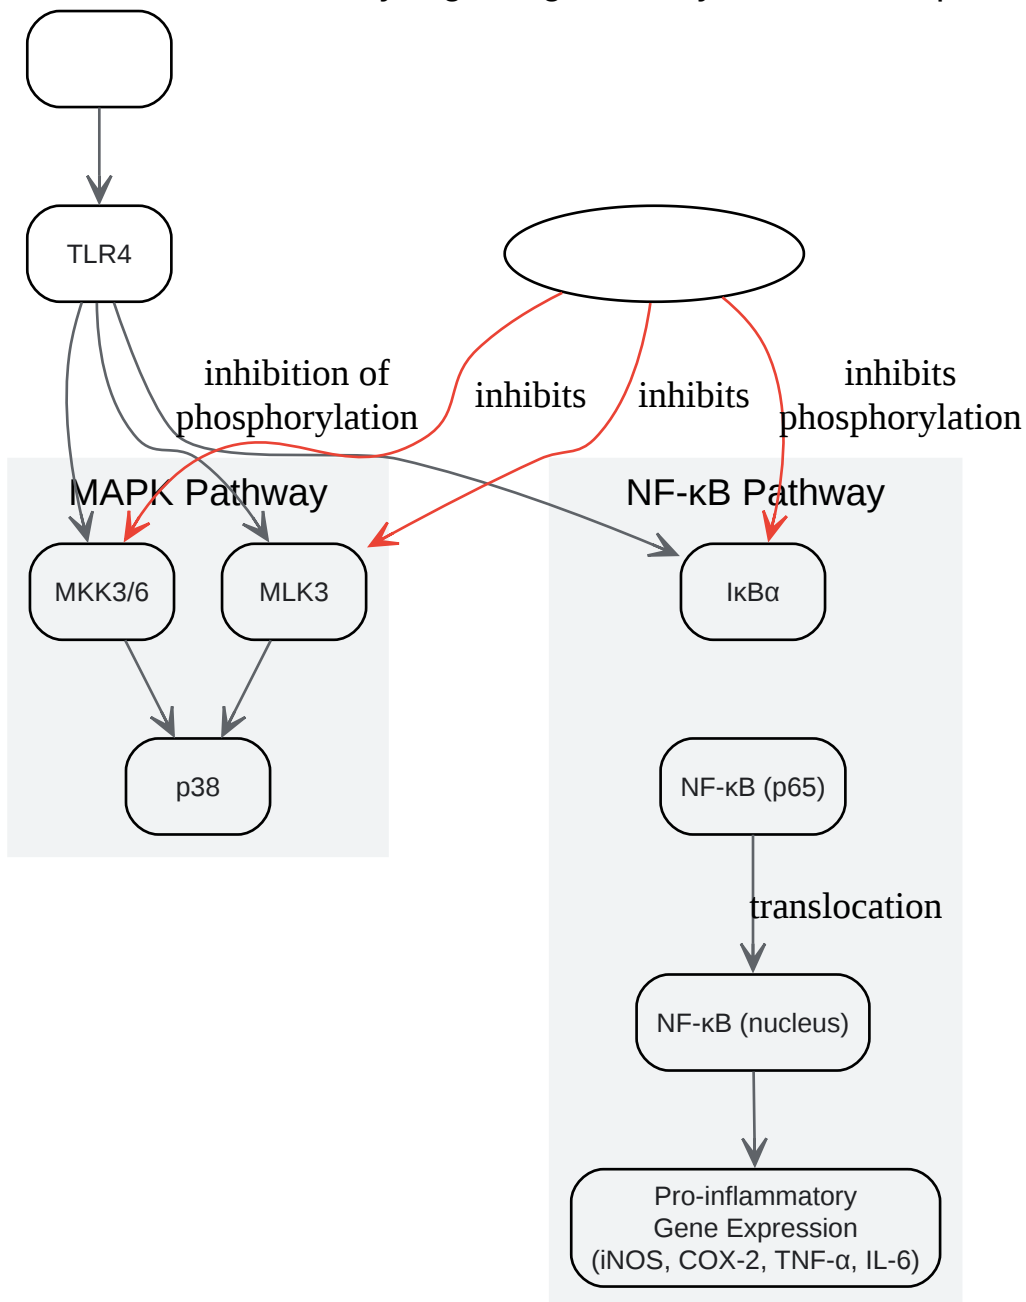 TLR4
inhibition of
phosphorylation
inhibits
inhibits
inhibits
phosphorylation
MAPK Pathway
NF-κB Pathway
MKK3/6
MLK3
IκBα
p38
NF-κB (p65)
translocation
NF-κB (nucleus)
Pro-inflammatory
Gene Expression
(iNOS, COX-2, TNF-α, IL-6)